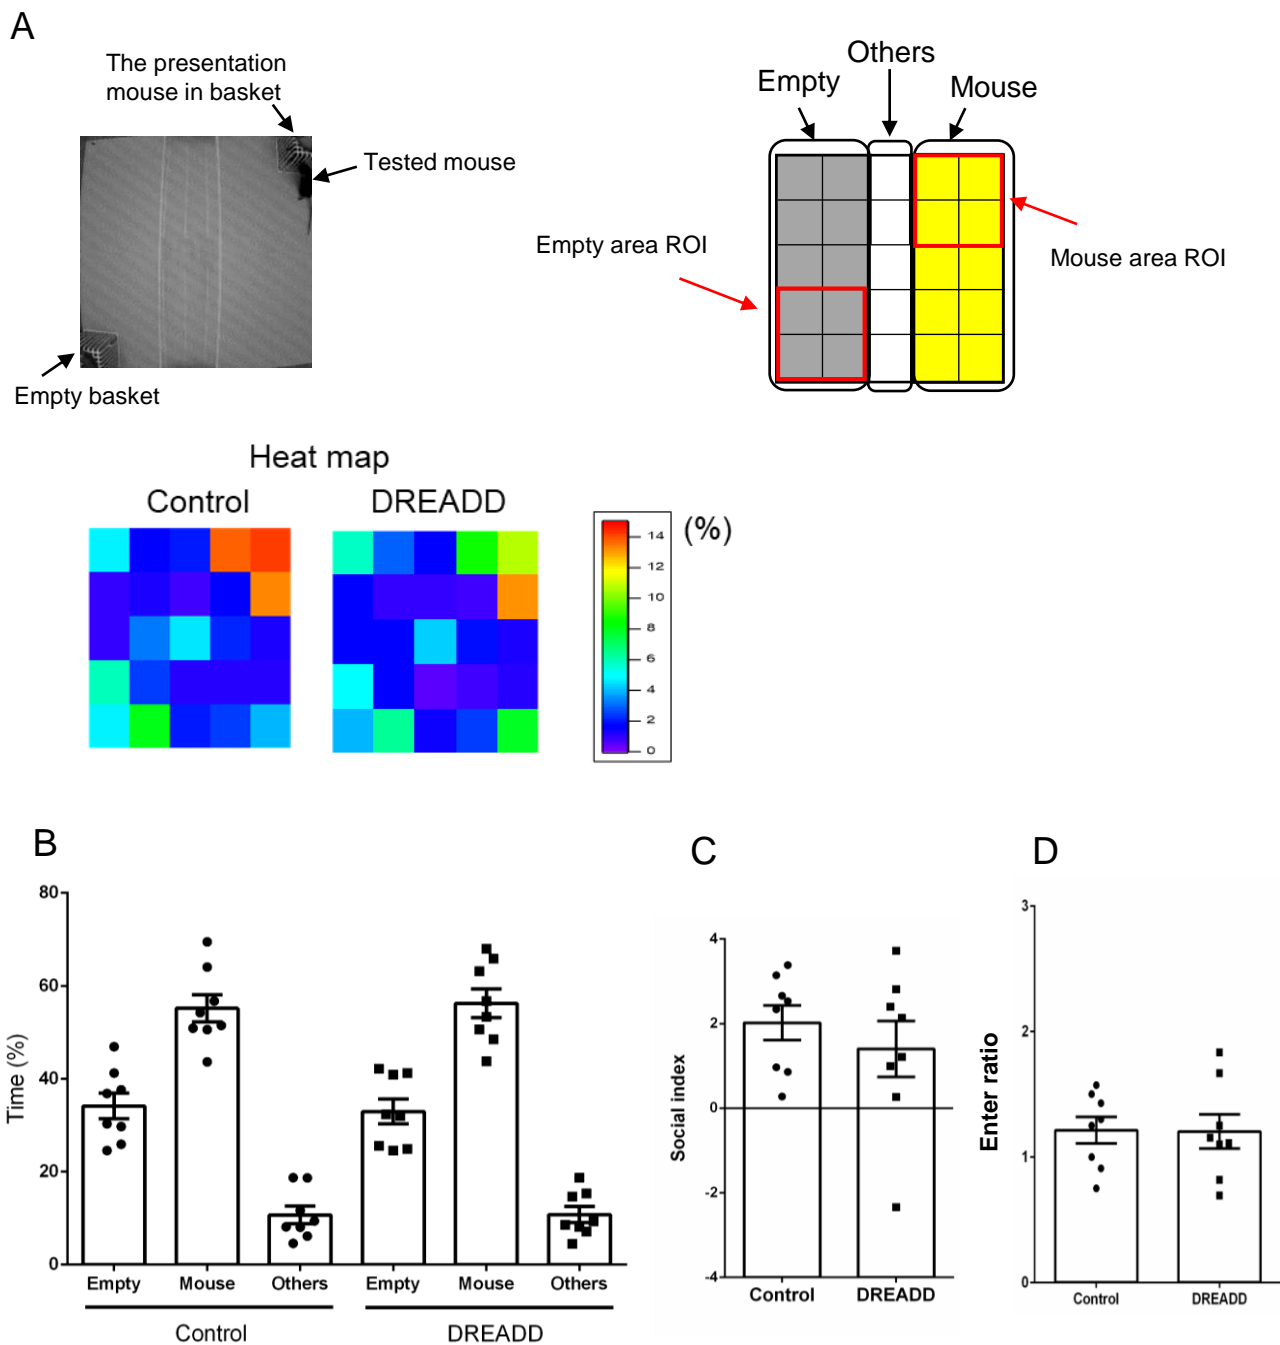 A
The presentation
mouse in basket
Tested mouse
Empty basket
Others
Empty
Mouse
Empty area ROI
Mouse area ROI
Heat map
Control
DREADD
(%)
14
12
10
8
6
4
2
0
B
Time (%)
80
60
40
20
0
Empty
Mouse
Others
Empty
Mouse
Others
Control
DREADD
C
Social index
4
2
0
-2
-4
Control
DREADD
D
Enter ratio
3
2
1
0
Control
DREADD